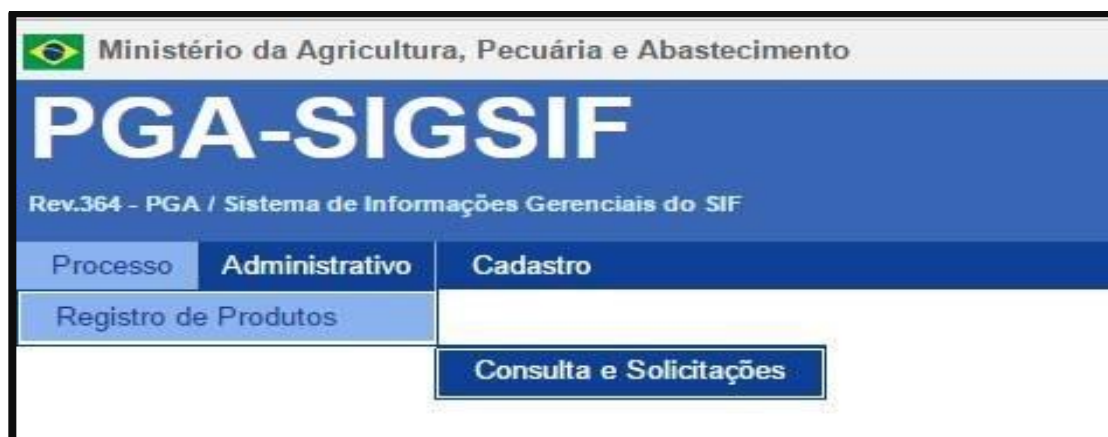 Ministério da Agricultura, Pecuária e Abastecimento
PGA-SIGSIF
Rev.364 - PGA / Sistema de Informações Gerenciais do SIF
Processo Administrativo Cadastro
Registro de Produtos
Consulta e Solicitações